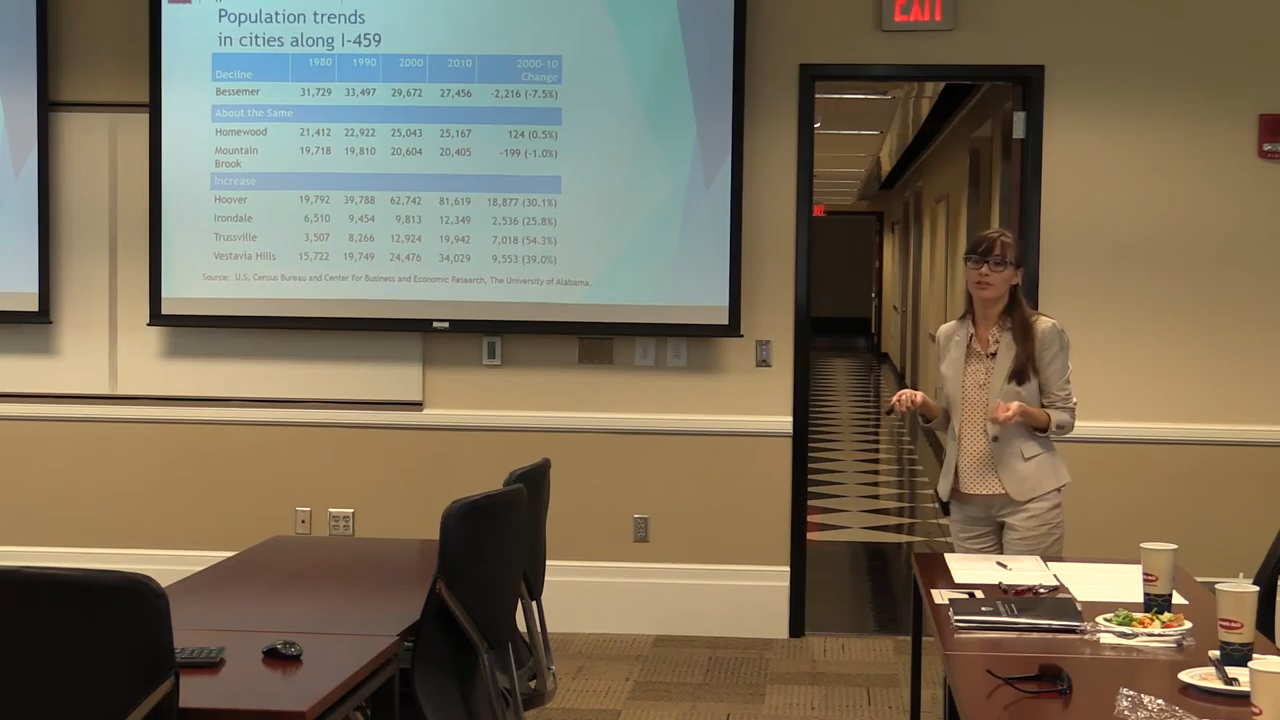 Population trends
in cities along I-459
Decline 1980 1990 2000 2010 2000-10 Change
Bessemer 31,729 33,497 29,672 27,456 -2,216 (-7.5%)
About the Same
Homewood 21,412 22,922 25,043 25,167 124 (0.5%)
Mountain Brook 19,718 19,810 20,604 20,405 -199 (-1.0%)
Increase
Hoover 19,792 39,788 62,742 81,619 18,877 (30.1%)
Irondale 6,510 9,454 9,813 12,349 2,536 (25.8%)
Trussville 3,507 8,266 12,924 19,942 7,018 (54.3%)
Vestavia Hills 15,722 19,749 24,476 34,029 9,553 (39.0%)
Source: U.S. Census Bureau and Center for Business and Economic Research, The University of Alabama.
EXIT